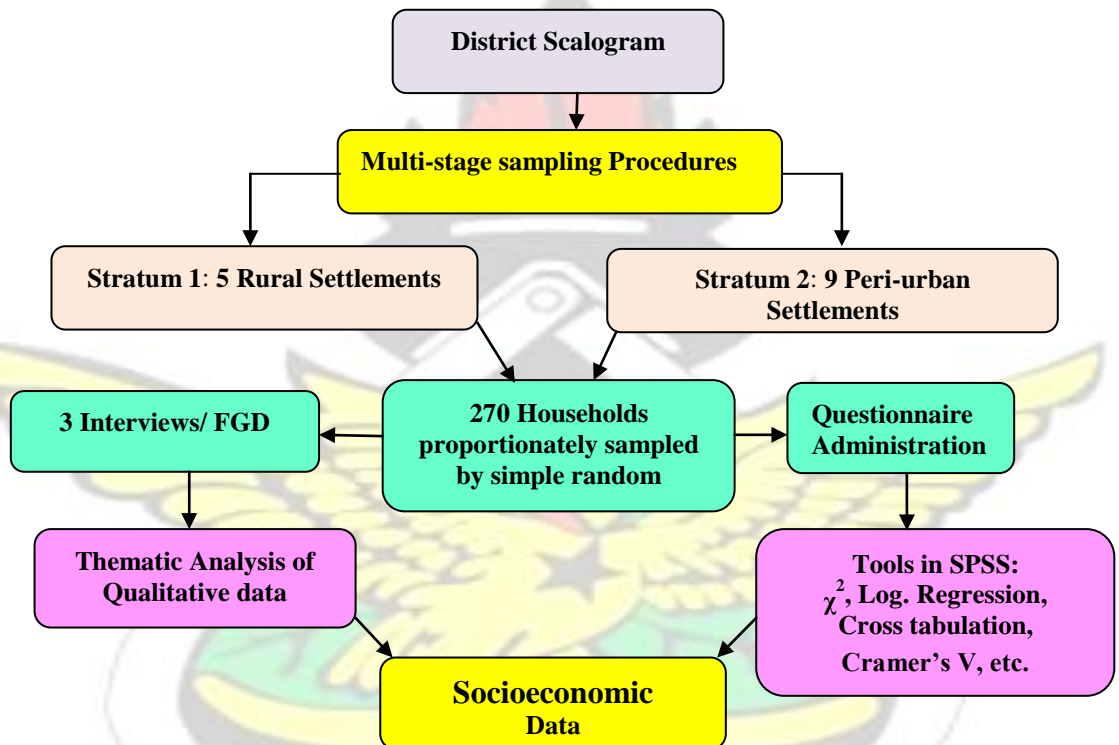 District Scalogram
Multi-stage sampling Procedures
Stratum 1: 5 Rural Settlements
Stratum 2: 9 Peri-urban
Settlements
3 Interviews/ FGD
270 Households
proportionately sampled
by simple random
Questionnaire
Administration
Thematic Analysis of
Qualitative data
Tools in SPSS:
χ², Log. Regression,
Cross tabulation,
Cramer's V, etc.
Socioeconomic
Data